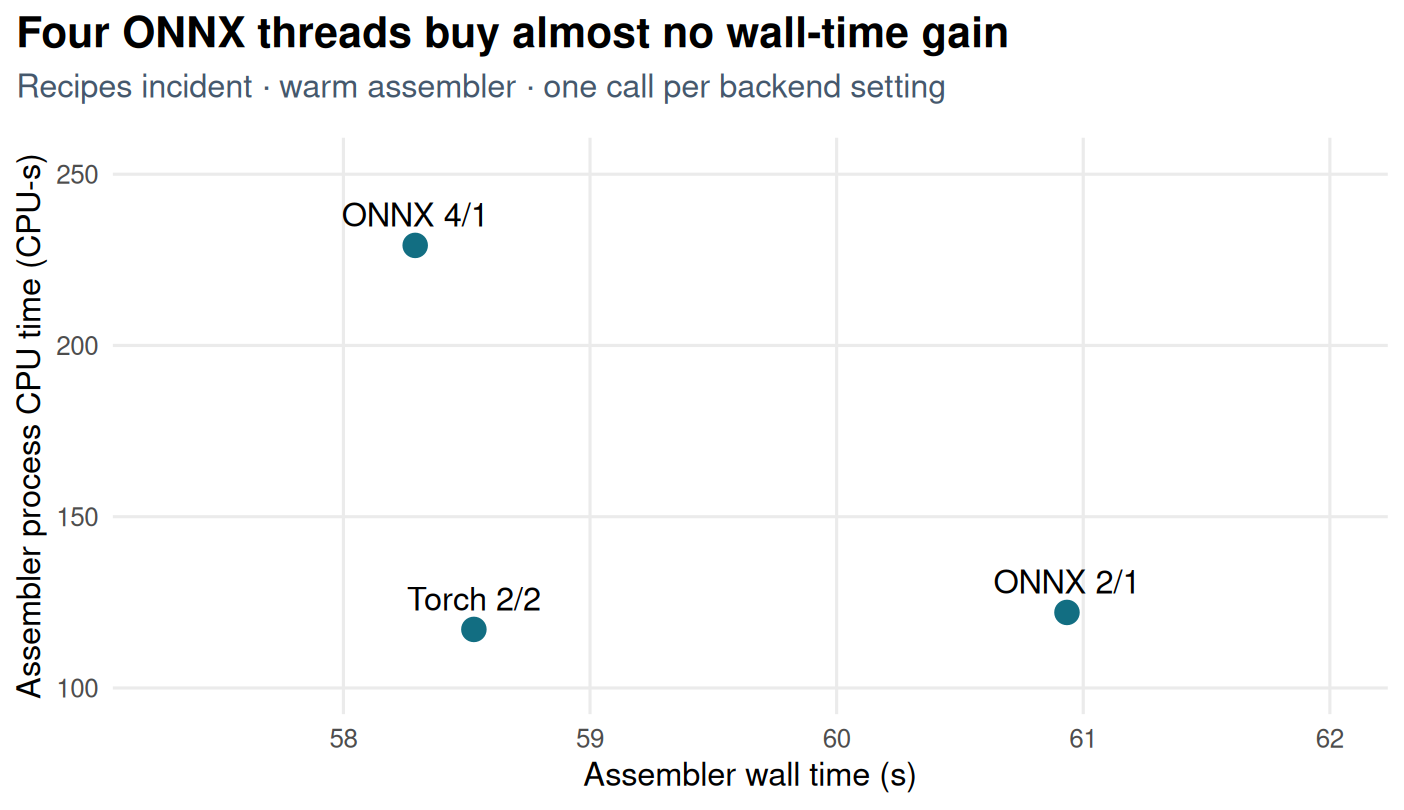 Four ONNX threads buy almost no wall-time gain
Recipes incident · warm assembler · one call per backend setting
Assembler process CPU time (CPU-s)
250
200
150
100
ONNX 4/1
Torch 2/2
ONNX 2/1
58
59
60
61
62
Assembler wall time (s)